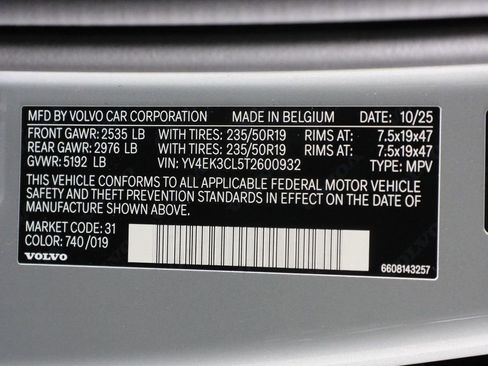 MFD BY VOLVO CAR CORPORATION MADE IN BELGIUM DATE: 10/25
FRONT GAWR: 2535 LB WITH TIRES: 235/50R19 RIMS AT: 7.5x19x47
REAR GAWR: 2976 LB WITH TIRES: 235/50R19 RIMS AT: 7.5x19x47
GVWR: 5192 LB VIN: YV4EK3CL5T2600932 TYPE: MPV
THIS VEHICLE CONFORMS TO ALL APPLICABLE FEDERAL MOTOR VEHICLE
SAFETY AND THEFT PREVENTION STANDARDS IN EFFECT ON THE DATE
OF MANUFACTURE SHOWN ABOVE.
MARKET CODE: 31
COLOR: 740/019
VOLVO 6608143257